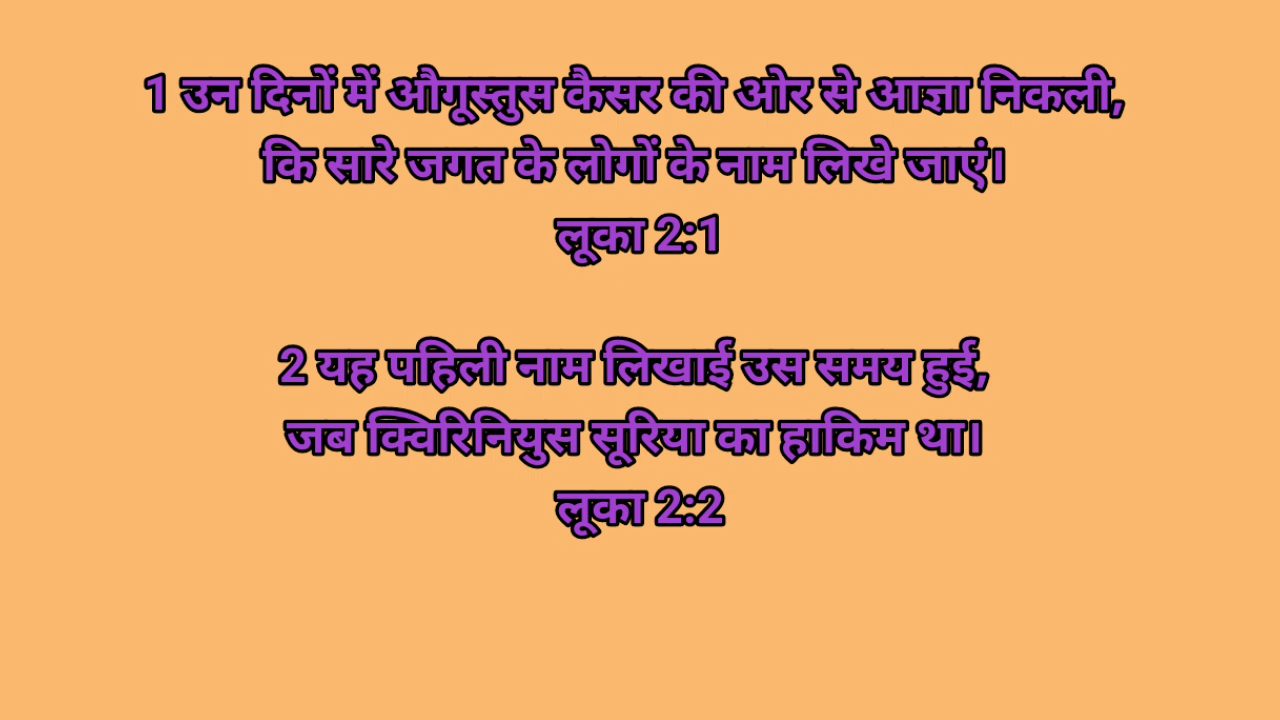 1 उन दिनों में औगूस्तुस कैसर की ओर से आज्ञा निकली,
कि सारे जगत के लोगों के नाम लिखे जाएं।
लूका 2:1
2 यह पहिली नाम लिखाई उस समय हुई,
जब क्विरिनियुस सूरिया का हाकिम था।
लूका 2:2